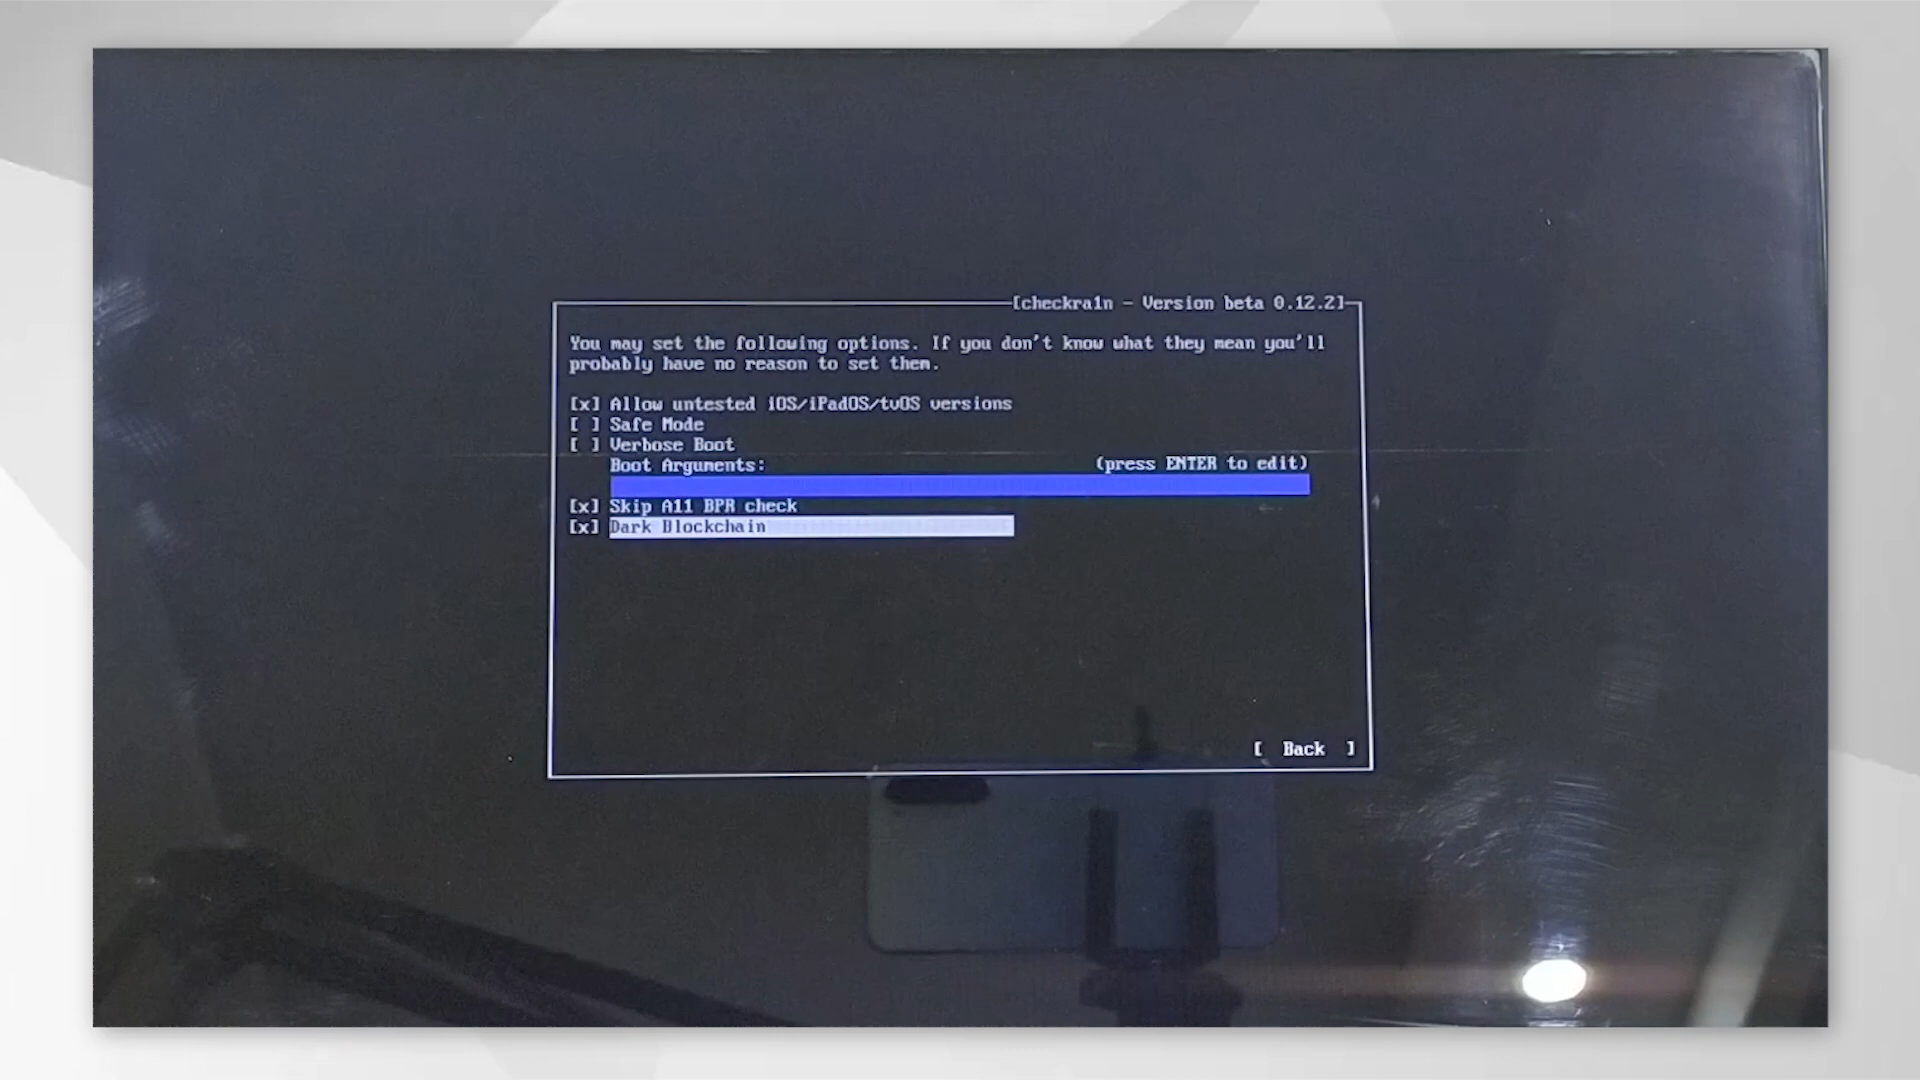 [checkra1n - Version beta 0.12.2]
You may set the following options. If you don't know what they mean you'll
probably have no reason to set them.
[x] Allow untested iOS/iPadOS/tvOS versions
[ ] Safe Mode
[ ] Verbose Boot
Boot Arguments: (press ENTER to edit)
[x] Skip A11 BPR check
[x] Dark Blockchain
[ Back ]